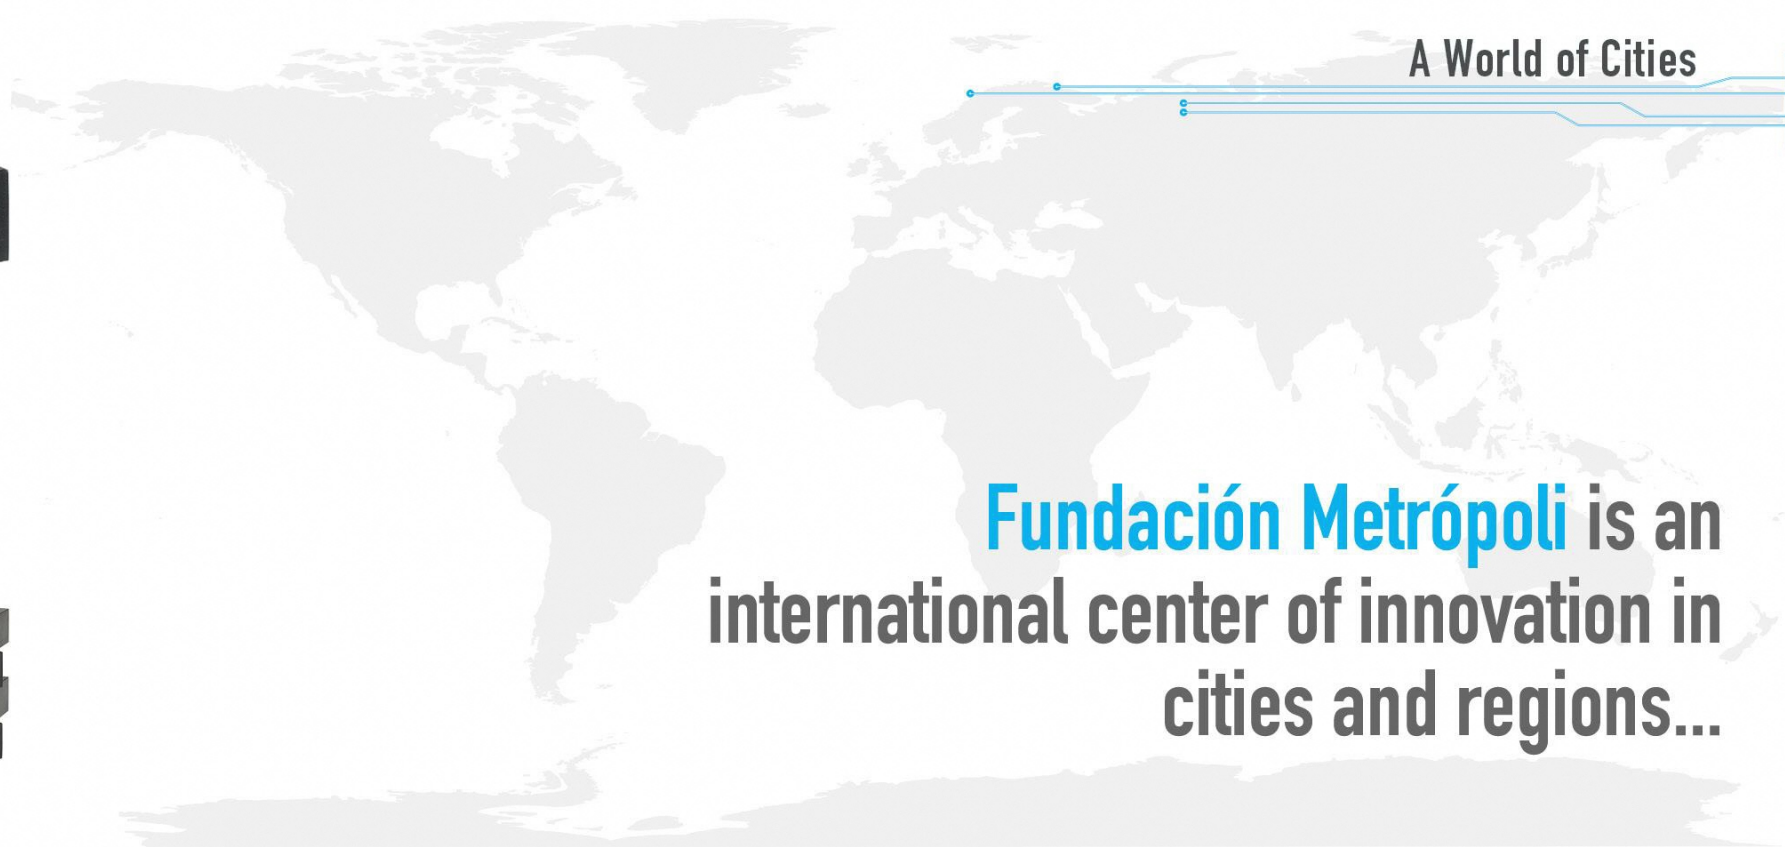 A World of Cities
Fundación Metrópoli is an
international center of innovation in
cities and regions...